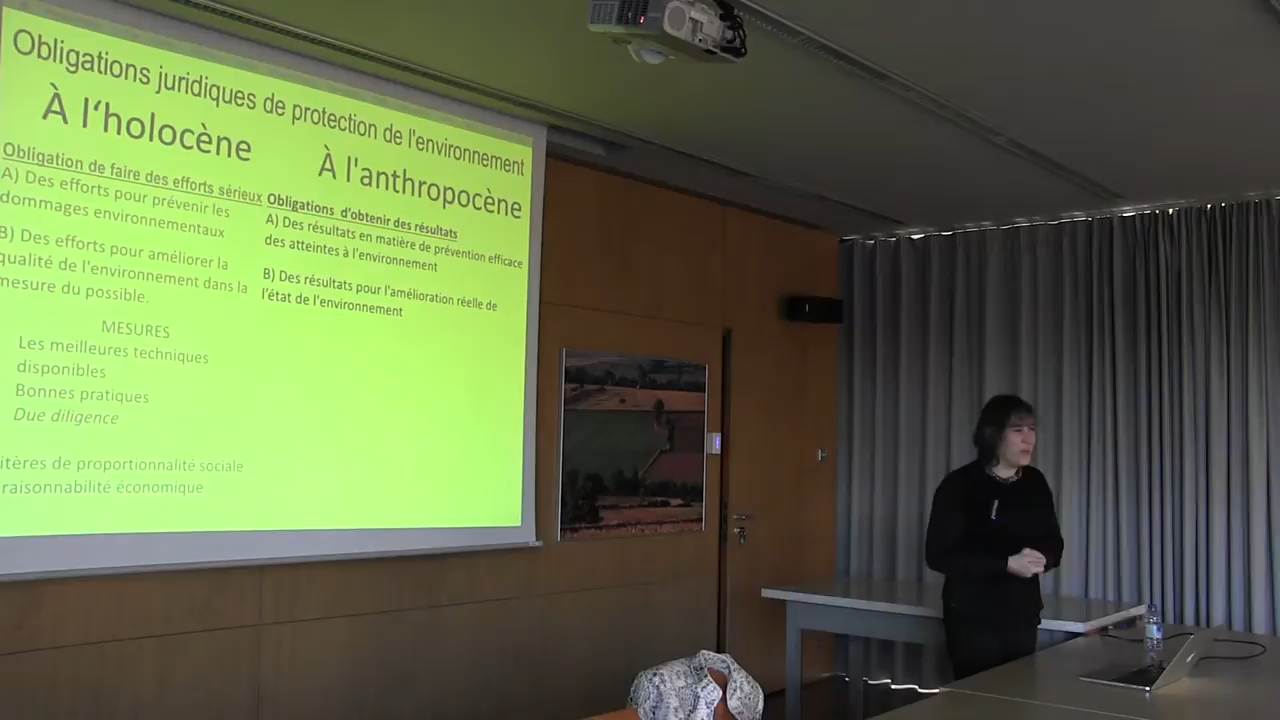 Obligations juridiques de protection de l'environnement
À l‘holocène
Obligation de faire des efforts sérieux
A) Des efforts pour prévenir les
dommages environnementaux
B) Des efforts pour améliorer la
qualité de l'environnement dans la
mesure du possible.
MESURES
Les meilleures techniques
disponibles
Bonnes pratiques
Due diligence
itères de proportionnalité sociale
raisonnabilité économique
À l'anthropocène
Obligations d’obtenir des résultats
A) Des résultats en matière de prévention efficace
des atteintes à l'environnement
B) Des résultats pour l'amélioration réelle de
l’état de l'environnement